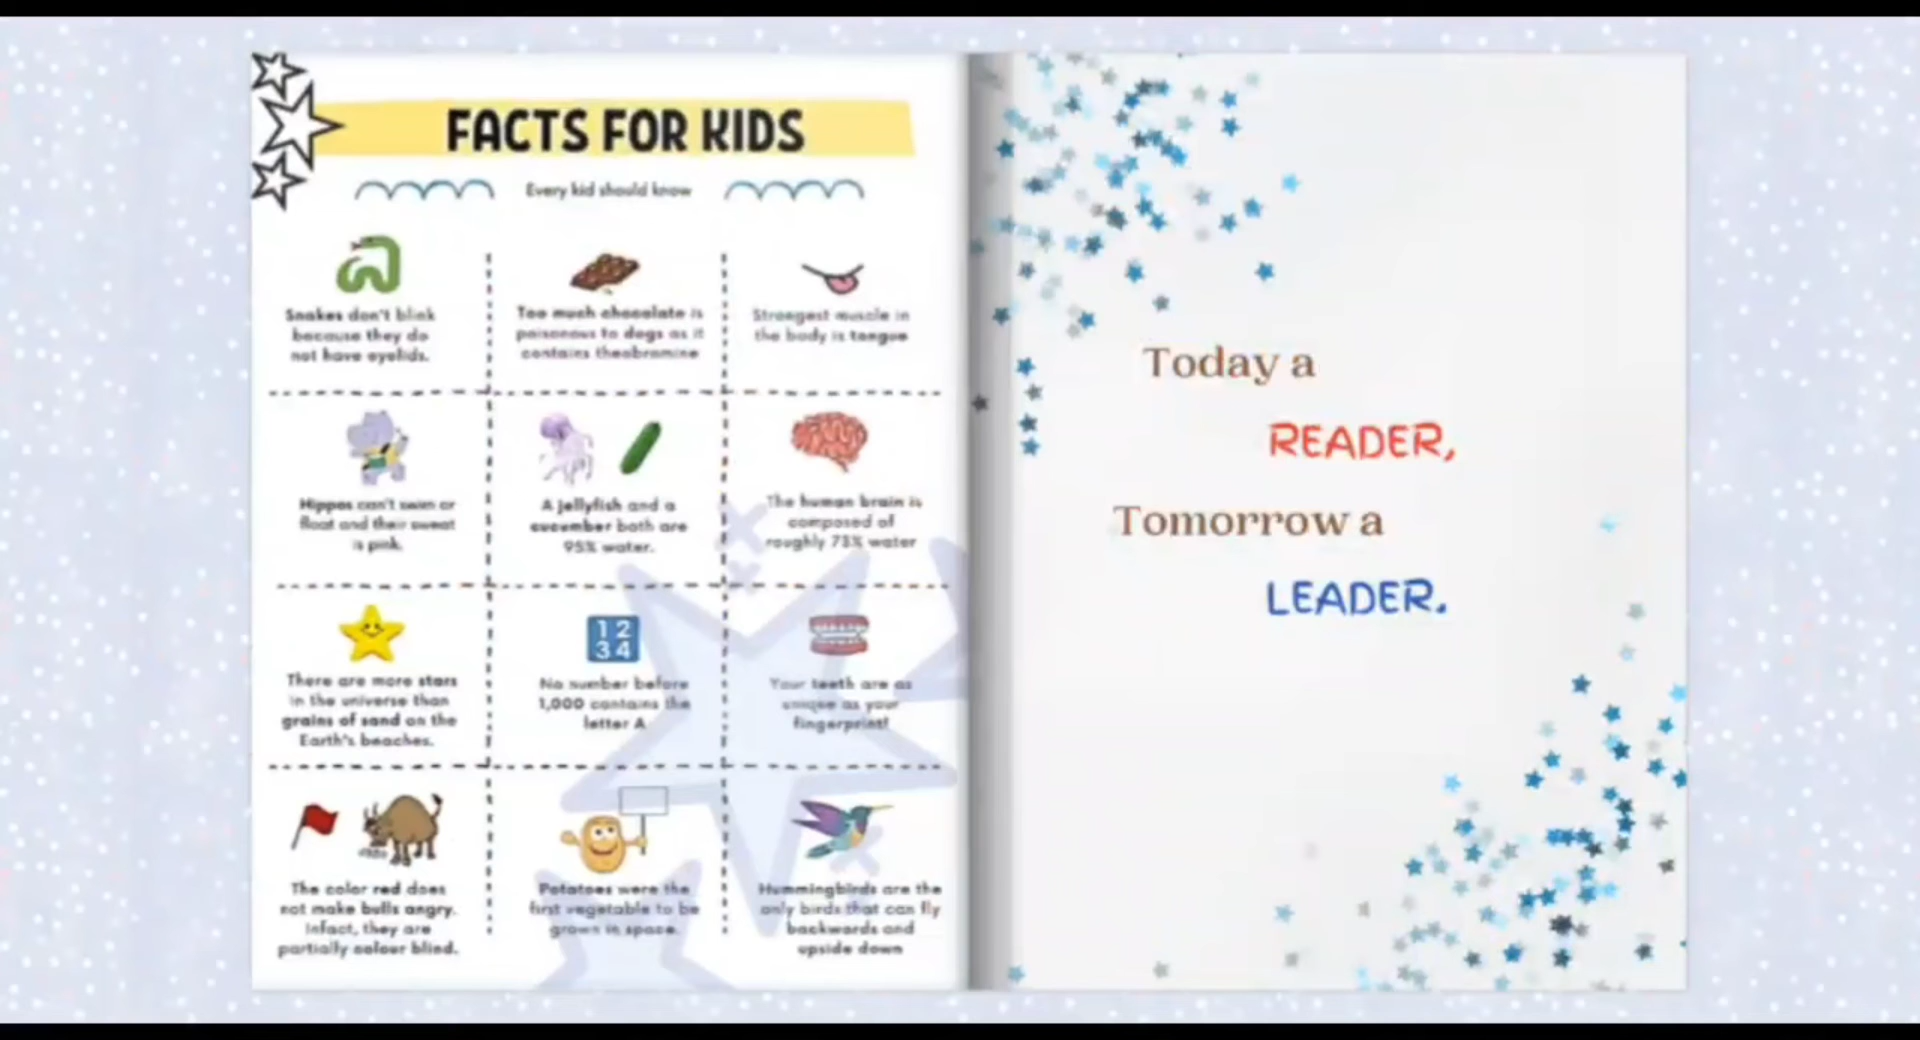 FACTS FOR KIDS
Every kid should know
Snakes don't blink
because they do
not have eyelids.
Too much chocolate is
poisonous to dogs as it
contains theobromine
Strongest muscle in
the body is tongue
Hippos can't swim or
float and their sweat
is pink.
A jellyfish and a
cucumber both are
95% water.
The human brain is
composed of
roughly 73% water
There are more stars
in the universe than
grains of sand on the
Earth's beaches.
1 2
3 4
No number before
1,000 contains the
letter A
Your teeth are as
unique as your
fingerprint!
The color red does
not make bulls angry.
Infact, they are
partially colour blind.
Potatoes were the
first vegetable to be
grown in space.
Hummingbirds are the
only birds that can fly
backwards and
upside down
Today a
READER,
Tomorrow a
LEADER.